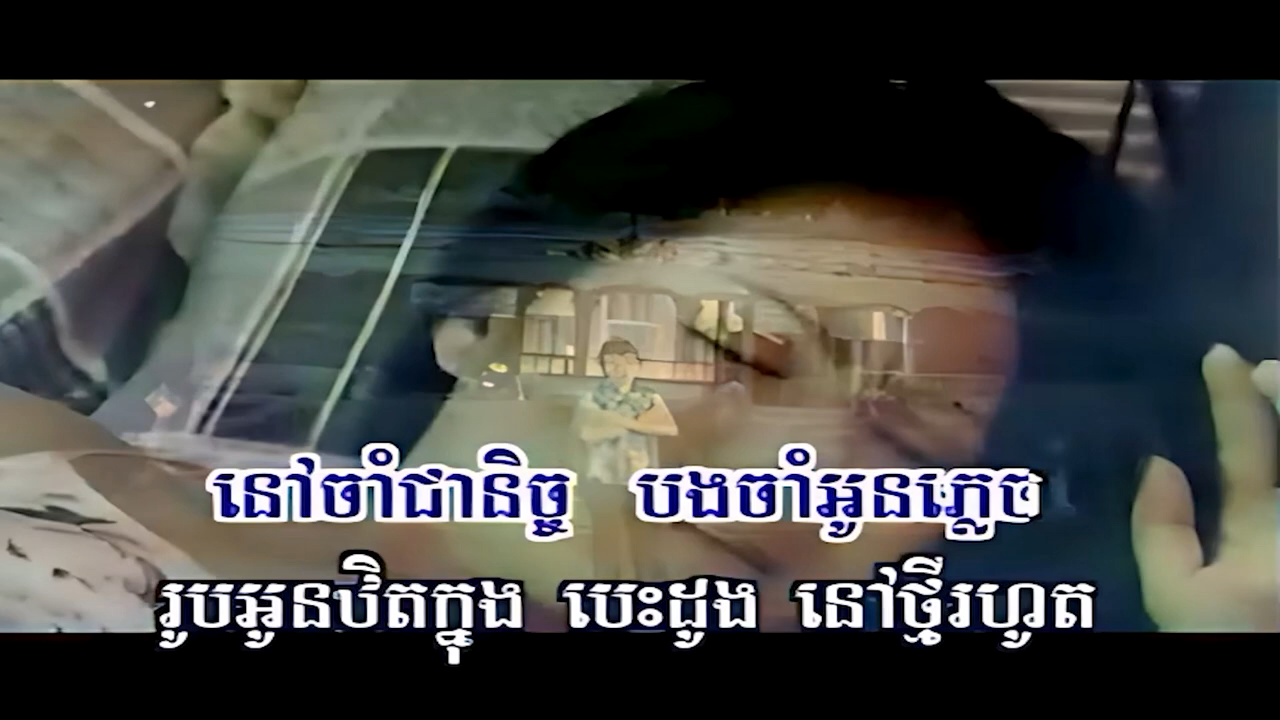 នៅចាំជានិច្ច បងចាំអូនភ្លេច
រូបអូនឋិតក្នុង បេះដូង នៅថ្មីរហូត